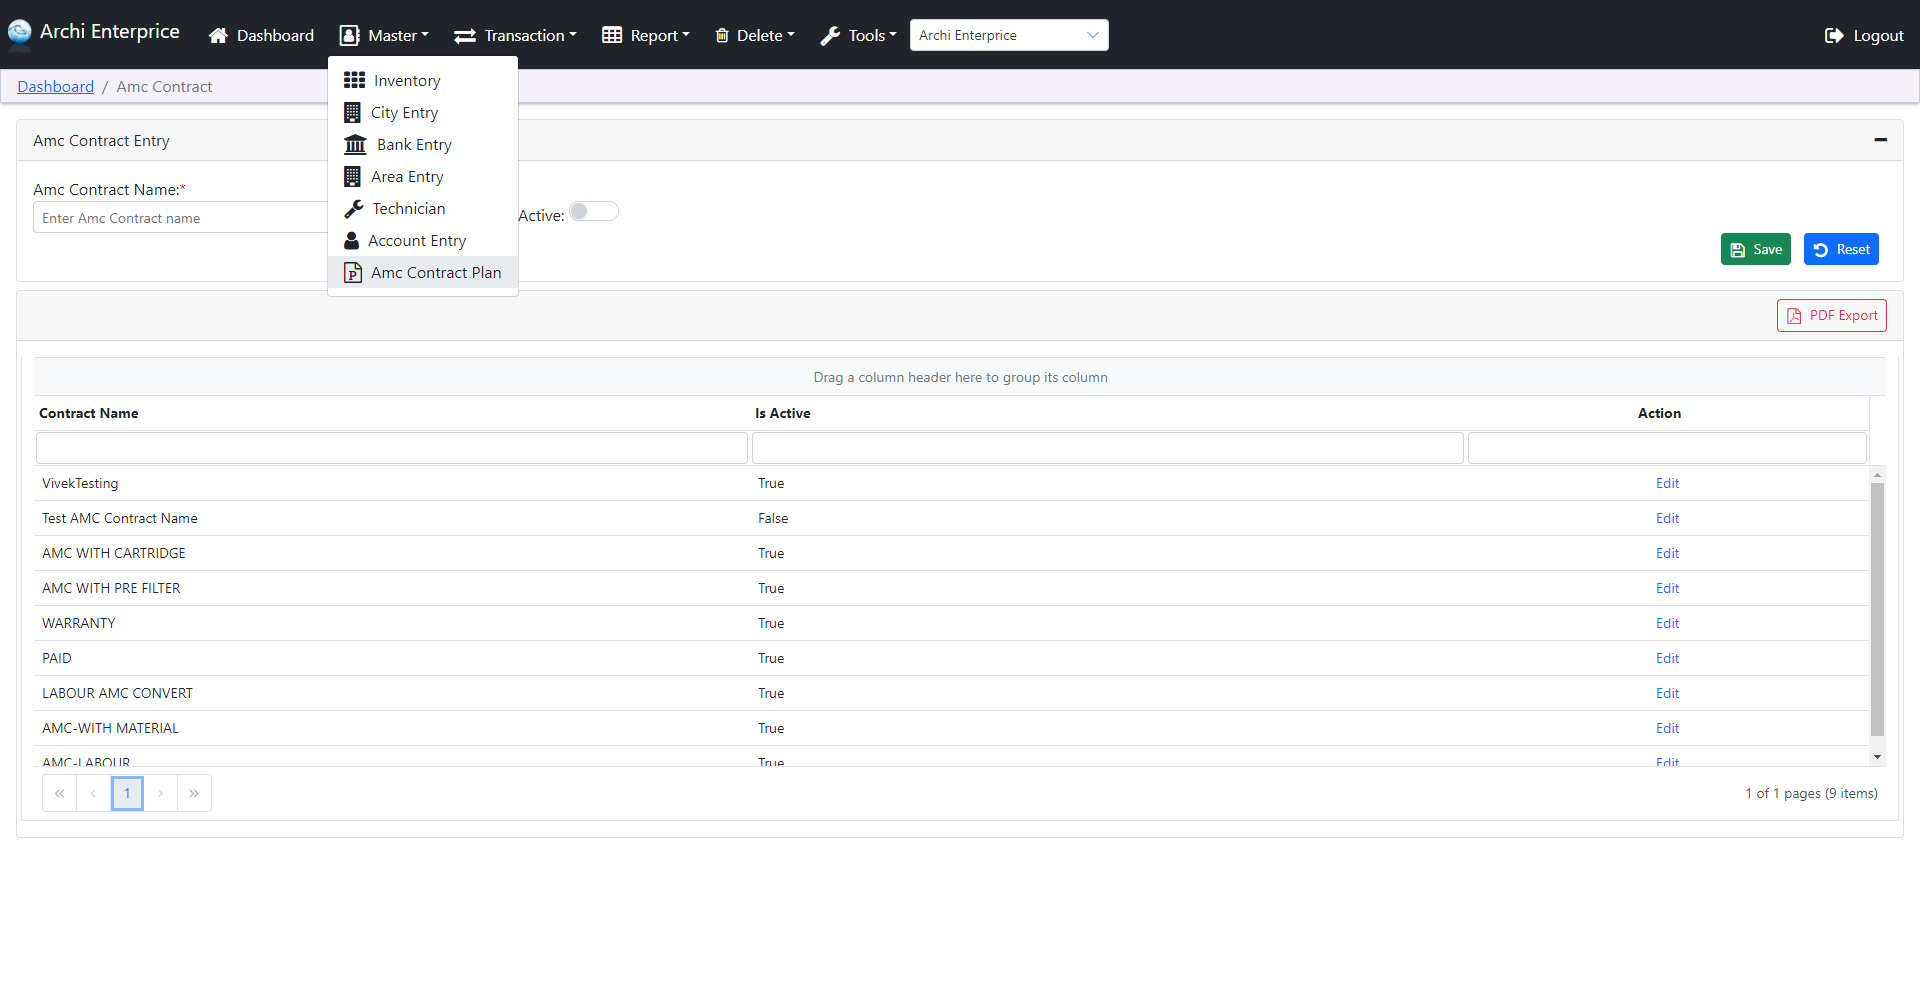 Archi Enterprice
Dashboard
Master
Transaction
Report
Delete
Tools
Archi Enterprice
Logout
Dashboard / Amc Contract
Inventory
City Entry
Bank Entry
Area Entry
Technician
Account Entry
Amc Contract Plan
Amc Contract Entry
Amc Contract Name:*
Enter Amc Contract name
Active:
Save
Reset
PDF Export
Drag a column header here to group its column
Contract Name Is Active Action
VivekTesting True Edit
Test AMC Contract Name False Edit
AMC WITH CARTRIDGE True Edit
AMC WITH PRE FILTER True Edit
WARRANTY True Edit
PAID True Edit
LABOUR AMC CONVERT True Edit
AMC-WITH MATERIAL True Edit
AMC-LABOUR True Edit
« ‹ 1 › »
1 of 1 pages (9 items)